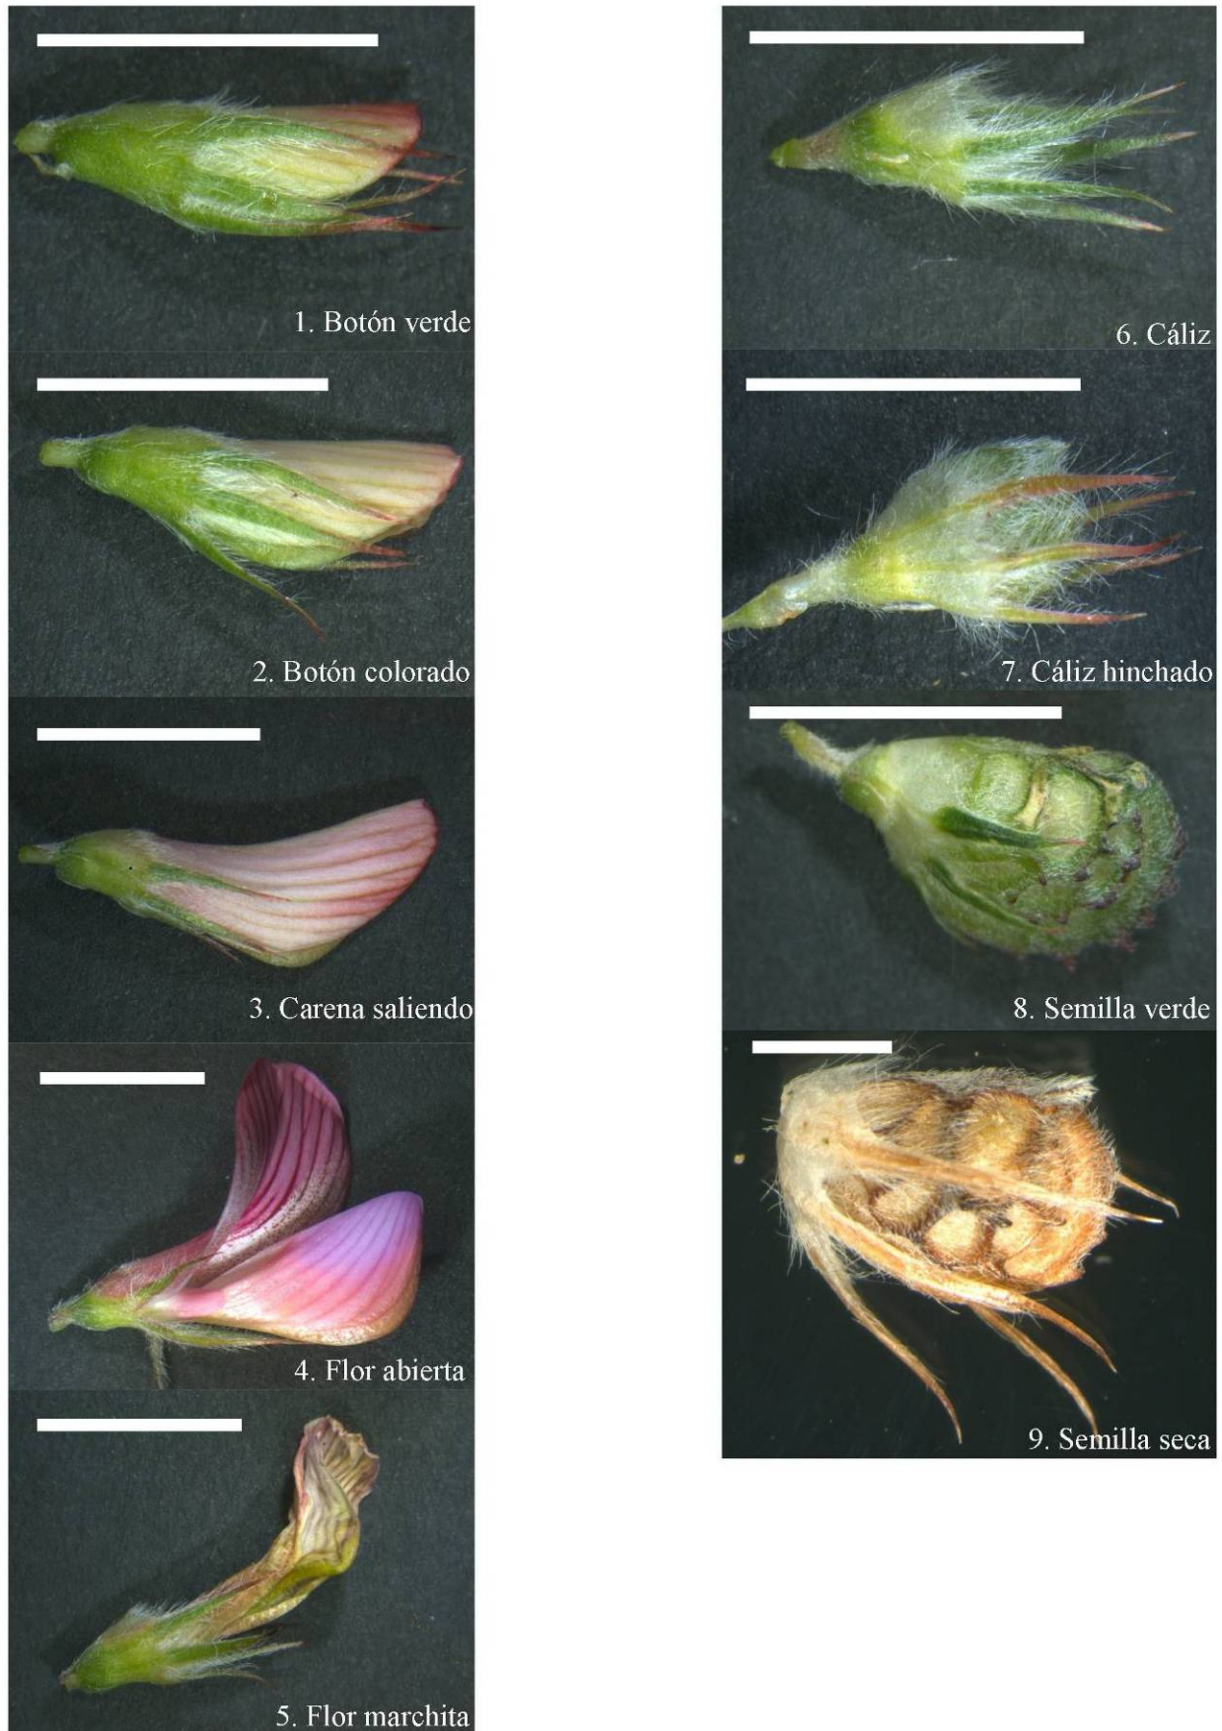 1. Botón verde
2. Botón colorado
3. Carena saliendo
4. Flor abierta
5. Flor marchita
6. Cáliz
7. Cáliz hinchado
8. Semilla verde
9. Semilla seca